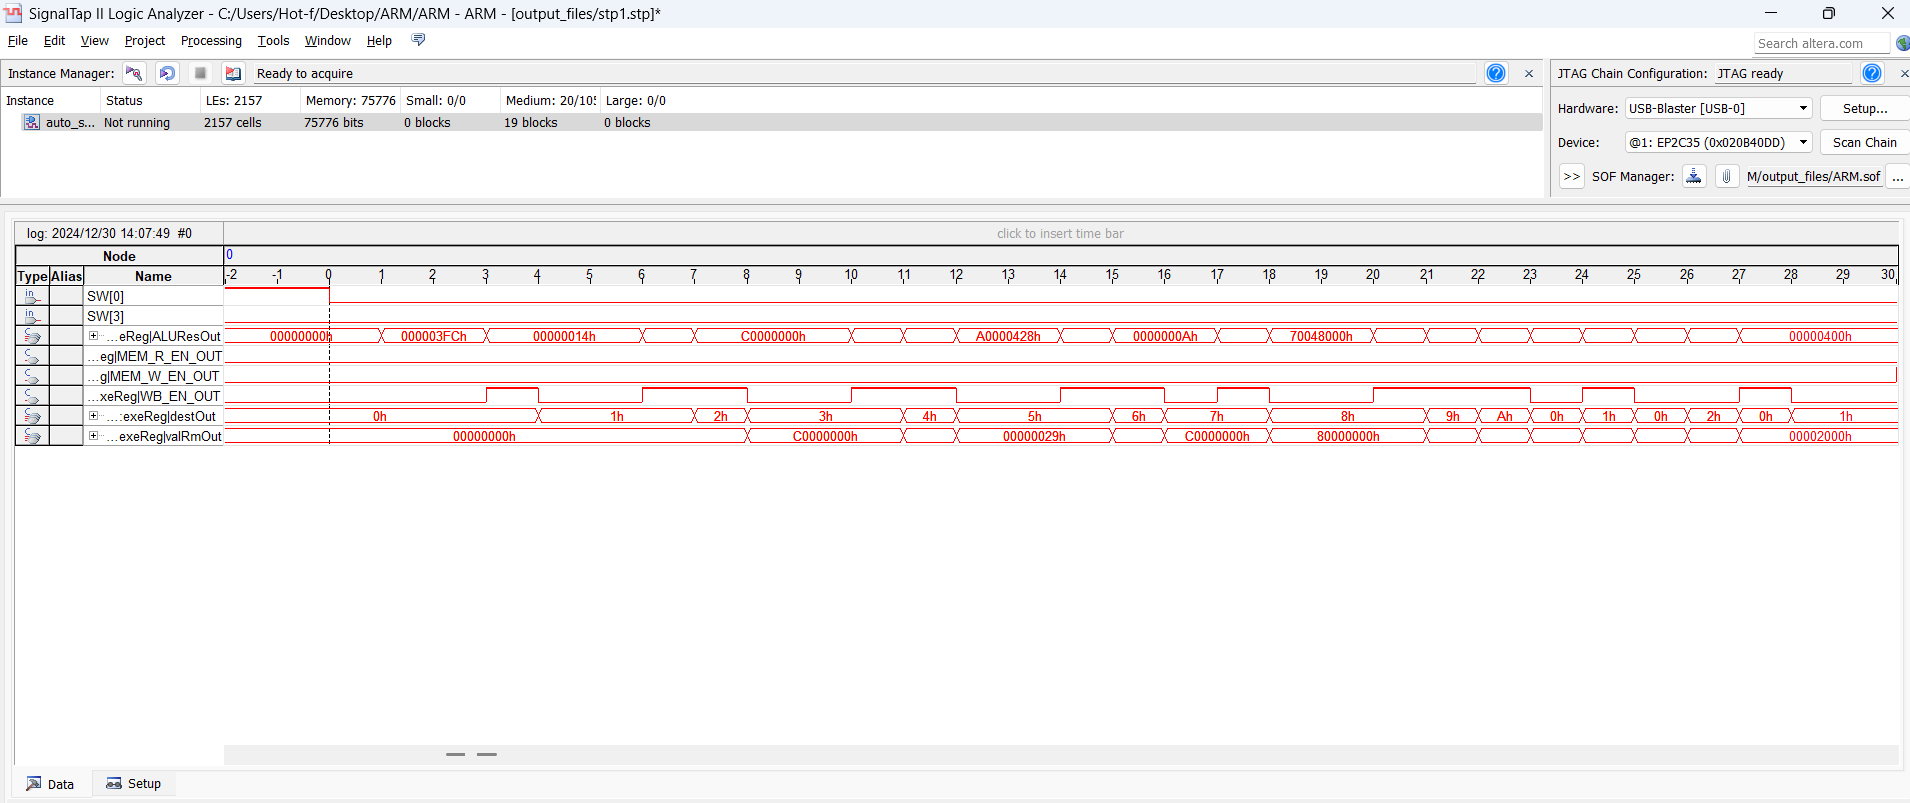 SignalTap II Logic Analyzer - C:/Users/Hot-f/Desktop/ARM/ARM - ARM - [output_files/stp1.stp]*
File Edit View Project Processing Tools Window Help
Search altera.com
Instance Manager: Ready to acquire
JTAG Chain Configuration: JTAG ready
Instance Status LEs: 2157 Memory: 75776 Small: 0/0 Medium: 20/105 Large: 0/0
auto_s... Not running 2157 cells 75776 bits 0 blocks 19 blocks 0 blocks
Hardware: USB-Blaster [USB-0] Setup...
Device: @1: EP2C35 (0x020B40DD) Scan Chain
>> SOF Manager: M/output_files/ARM.sof ...
log: 2024/12/30 14:07:49 #0 click to insert time bar
Node 0
Type Alias Name -2 -1 0 1 2 3 4 5 6 7 8 9 10 11 12 13 14 15 16 17 18 19 20 21 22 23 24 25 26 27 28 29 30
in SW[0]
in SW[3]
...eReg|ALUResOut 00000000h 000003FCh 00000014h C0000000h A0000428h 0000000Ah 70048000h 00000400h
...eg|MEM_R_EN_OUT
...g|MEM_W_EN_OUT
...xeReg|WB_EN_OUT
...:exeReg|destOut 0h 1h 2h 3h 4h 5h 6h 7h 8h 9h Ah 0h 1h 0h 2h 0h 1h
...exeReg|valRmOut 00000000h C0000000h 00000029h C0000000h 80000000h 00002000h
Data Setup